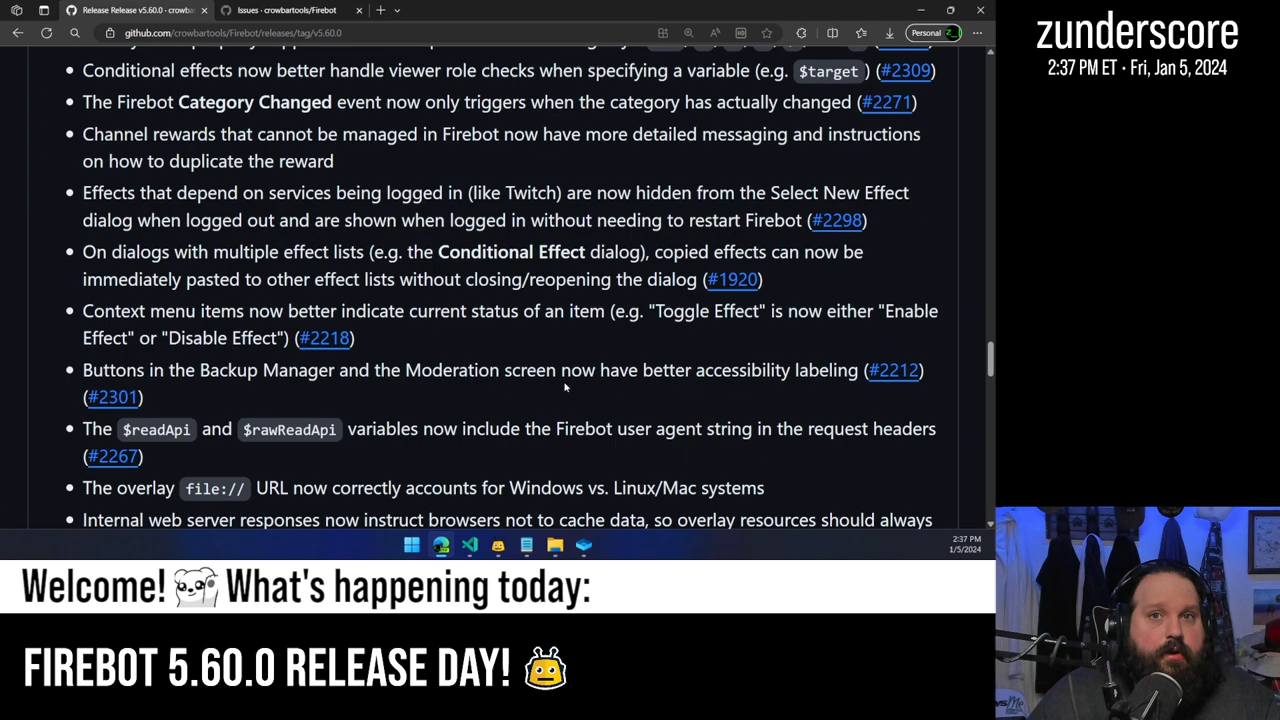 Release Release v5.60.0 · crowba
Issues · crowbartools/Firebot
github.com/crowbartools/Firebot/releases/tag/v5.60.0
Personal
zunderscore
2:37 PM ET • Fri, Jan 5, 2024
Conditional effects now better handle viewer role checks when specifying a variable (e.g. $target) (#2309)
The Firebot Category Changed event now only triggers when the category has actually changed (#2271)
Channel rewards that cannot be managed in Firebot now have more detailed messaging and instructions
on how to duplicate the reward
Effects that depend on services being logged in (like Twitch) are now hidden from the Select New Effect
dialog when logged out and are shown when logged in without needing to restart Firebot (#2298)
On dialogs with multiple effect lists (e.g. the Conditional Effect dialog), copied effects can now be
immediately pasted to other effect lists without closing/reopening the dialog (#1920)
Context menu items now better indicate current status of an item (e.g. "Toggle Effect" is now either "Enable
Effect" or "Disable Effect") (#2218)
Buttons in the Backup Manager and the Moderation screen now have better accessibility labeling (#2212)
(#2301)
The $readApi and $rawReadApi variables now include the Firebot user agent string in the request headers
(#2267)
The overlay file:// URL now correctly accounts for Windows vs. Linux/Mac systems
Internal web server responses now instruct browsers not to cache data, so overlay resources should always
2:37 PM
1/5/2024
Welcome! What's happening today:
FIREBOT 5.60.0 RELEASE DAY!